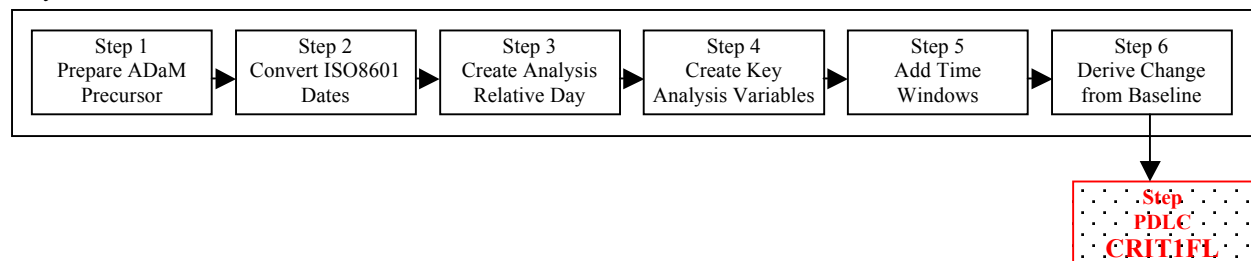 Step 1
Prepare ADaM
Precursor
Step 2
Convert ISO8601
Dates
Step 3
Create Analysis
Relative Day
Step 4
Create Key
Analysis Variables
Step 5
Add Time
Windows
Step 6
Derive Change
from Baseline
Step
PDLC
CRIT1FL